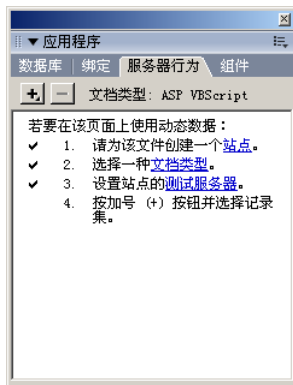 应用程序
数据库 绑定 服务器行为 组件
文档类型: ASP VBScript
若要在该页面上使用动态数据：
1. 请为该文件创建一个站点。
2. 选择一种文档类型。
3. 设置站点的测试服务器。
4. 按加号 (+) 按钮并选择记录
集。